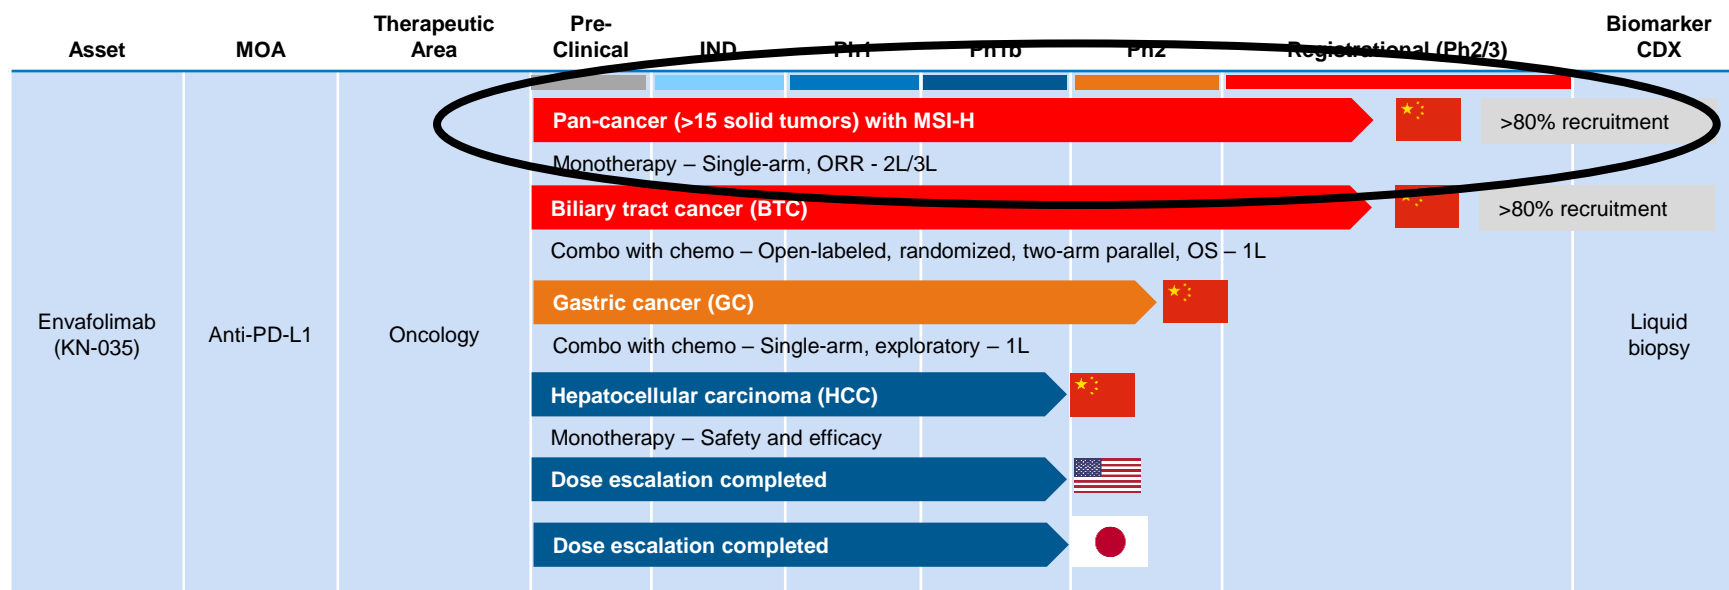 Asset
MOA
Therapeutic
Area
Pre-
Clinical
IND
Ph1
Ph1b
Ph2
Registrational (Ph2/3)
Biomarker
CDX
Pan-cancer (>15 solid tumors) with MSI-H
>80% recruitment
Monotherapy – Single-arm, ORR - 2L/3L
Biliary tract cancer (BTC)
>80% recruitment
Combo with chemo – Open-labeled, randomized, two-arm parallel, OS – 1L
Gastric cancer (GC)
Combo with chemo – Single-arm, exploratory – 1L
Envafolimab
(KN-035)
Anti-PD-L1
Oncology
Liquid
biopsy
Hepatocellular carcinoma (HCC)
Monotherapy – Safety and efficacy
Dose escalation completed
Dose escalation completed